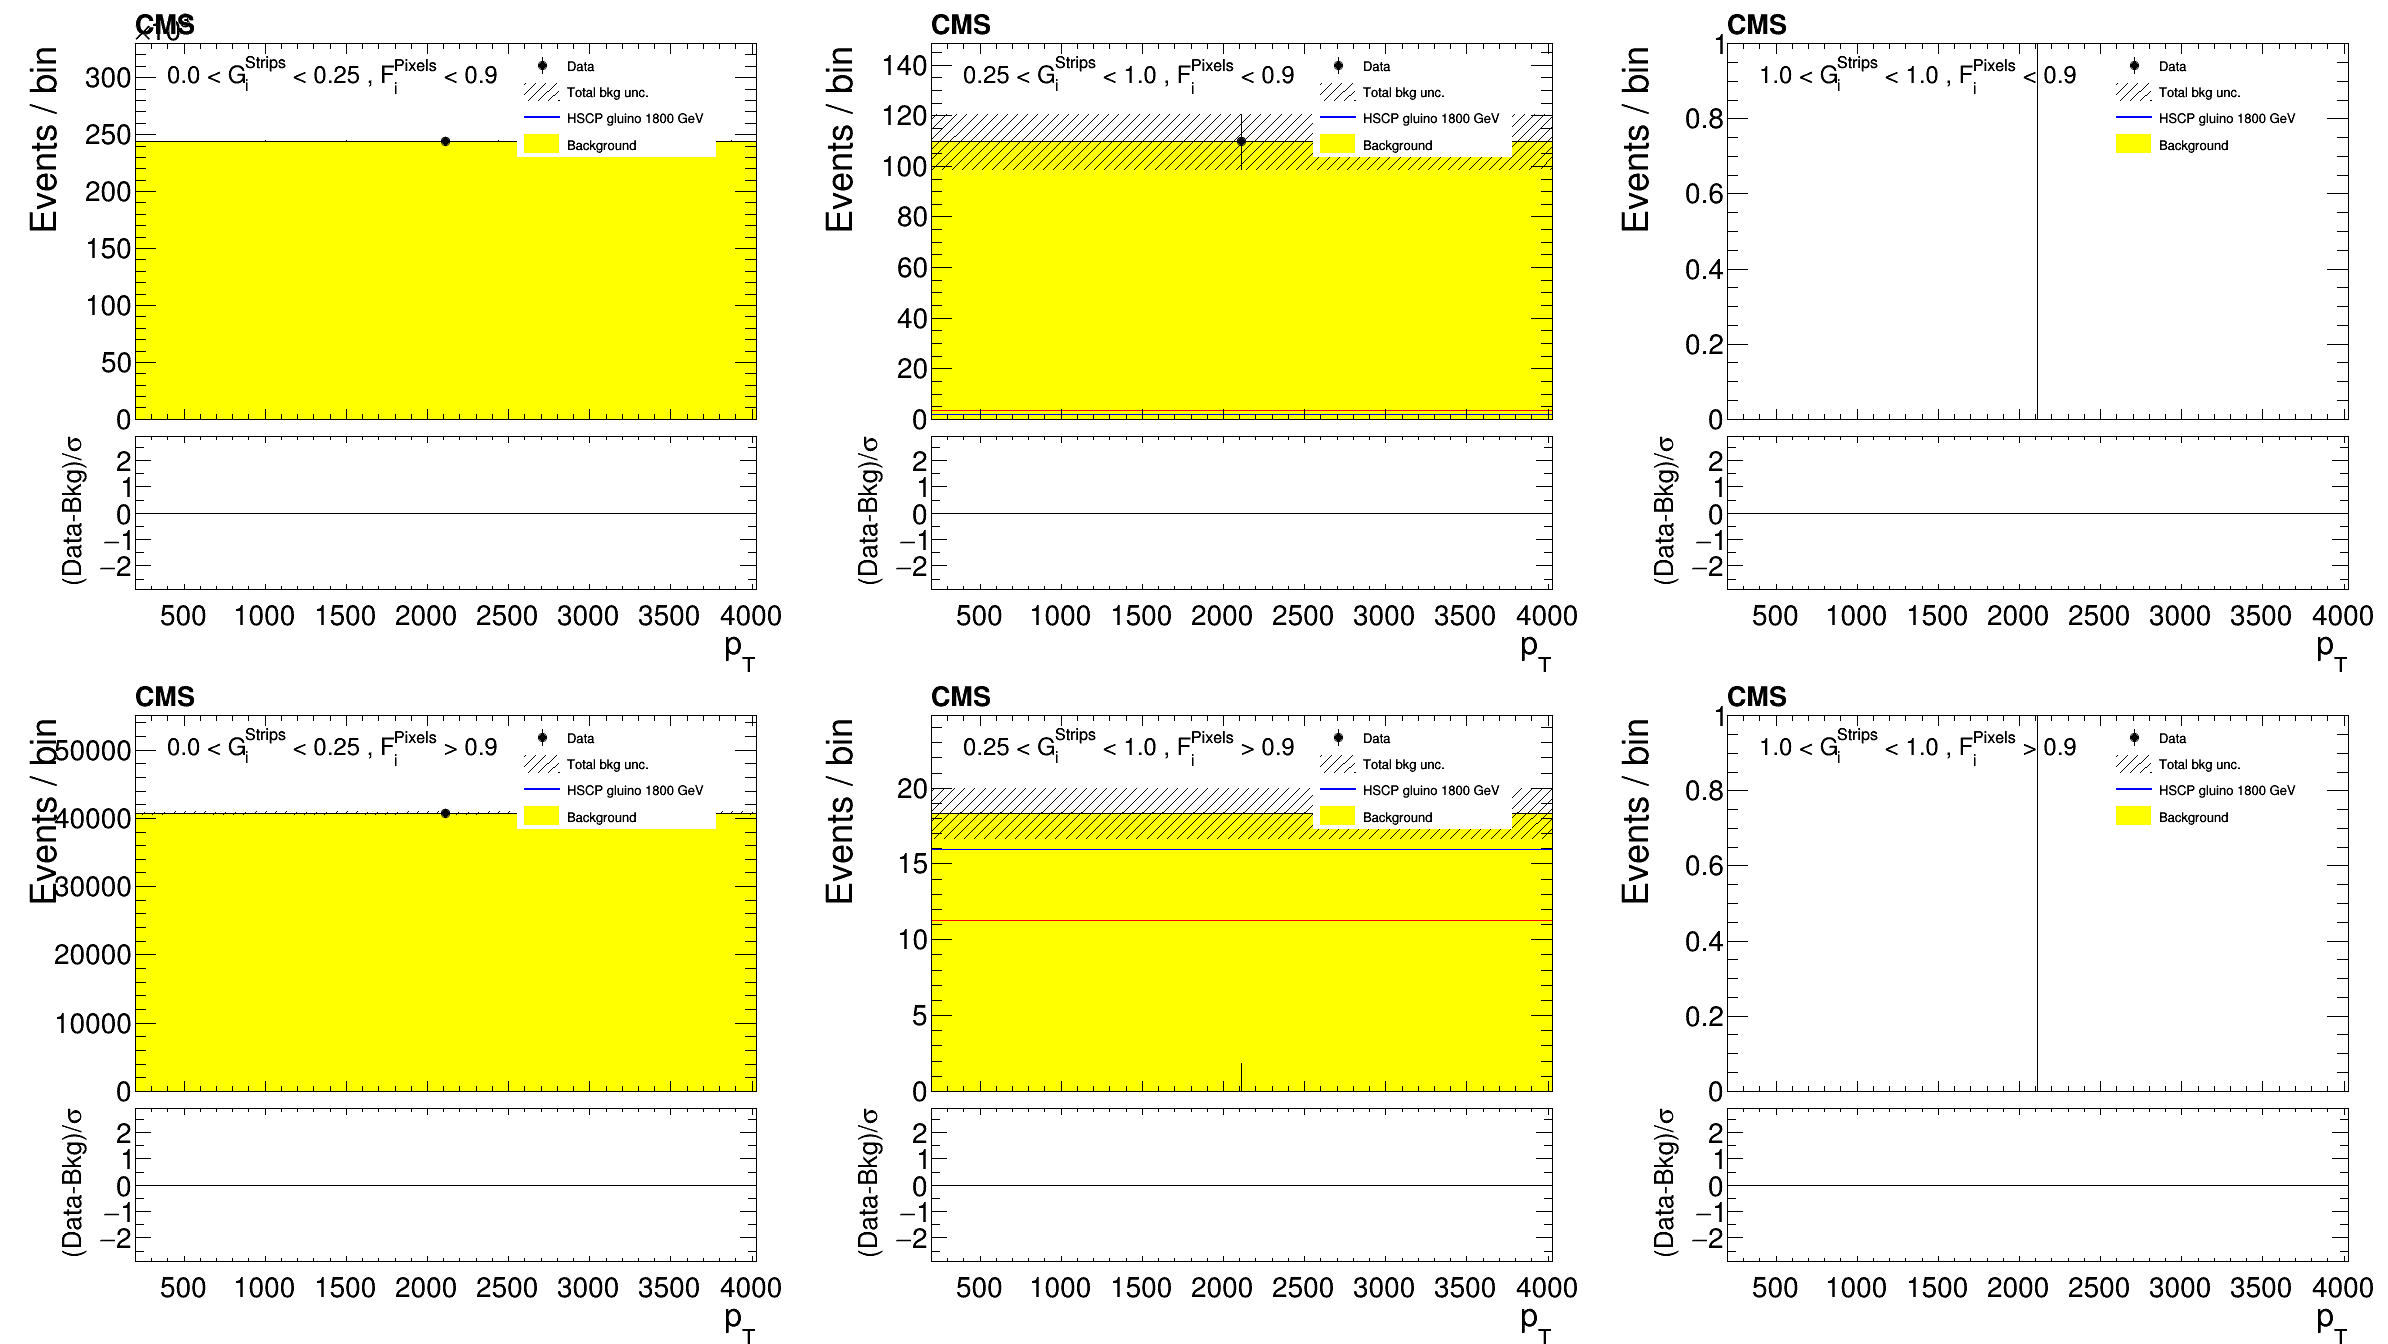 CMS
×10
Events / bin
0.0 < G_i^Strips < 0.25 , F_i^Pixels < 0.9
Data
Total bkg unc.
HSCP gluino 1800 GeV
Background
300
250
200
150
100
50
0
(Data-Bkg)/σ
2
1
0
−1
−2
500 1000 1500 2000 2500 3000 3500 4000
p_T
CMS
Events / bin
0.25 < G_i^Strips < 1.0 , F_i^Pixels < 0.9
Data
Total bkg unc.
HSCP gluino 1800 GeV
Background
140
120
100
80
60
40
20
0
(Data-Bkg)/σ
2
1
0
−1
−2
500 1000 1500 2000 2500 3000 3500 4000
p_T
CMS
Events / bin
1.0 < G_i^Strips < 1.0 , F_i^Pixels < 0.9
Data
Total bkg unc.
HSCP gluino 1800 GeV
Background
1
0.8
0.6
0.4
0.2
0
(Data-Bkg)/σ
2
1
0
−1
−2
500 1000 1500 2000 2500 3000 3500 4000
p_T
CMS
Events / bin
0.0 < G_i^Strips < 0.25 , F_i^Pixels > 0.9
Data
Total bkg unc.
HSCP gluino 1800 GeV
Background
50000
40000
30000
20000
10000
0
(Data-Bkg)/σ
2
1
0
−1
−2
500 1000 1500 2000 2500 3000 3500 4000
p_T
CMS
Events / bin
0.25 < G_i^Strips < 1.0 , F_i^Pixels > 0.9
Data
Total bkg unc.
HSCP gluino 1800 GeV
Background
20
15
10
5
0
(Data-Bkg)/σ
2
1
0
−1
−2
500 1000 1500 2000 2500 3000 3500 4000
p_T
CMS
Events / bin
1.0 < G_i^Strips < 1.0 , F_i^Pixels > 0.9
Data
Total bkg unc.
HSCP gluino 1800 GeV
Background
1
0.8
0.6
0.4
0.2
0
(Data-Bkg)/σ
2
1
0
−1
−2
500 1000 1500 2000 2500 3000 3500 4000
p_T